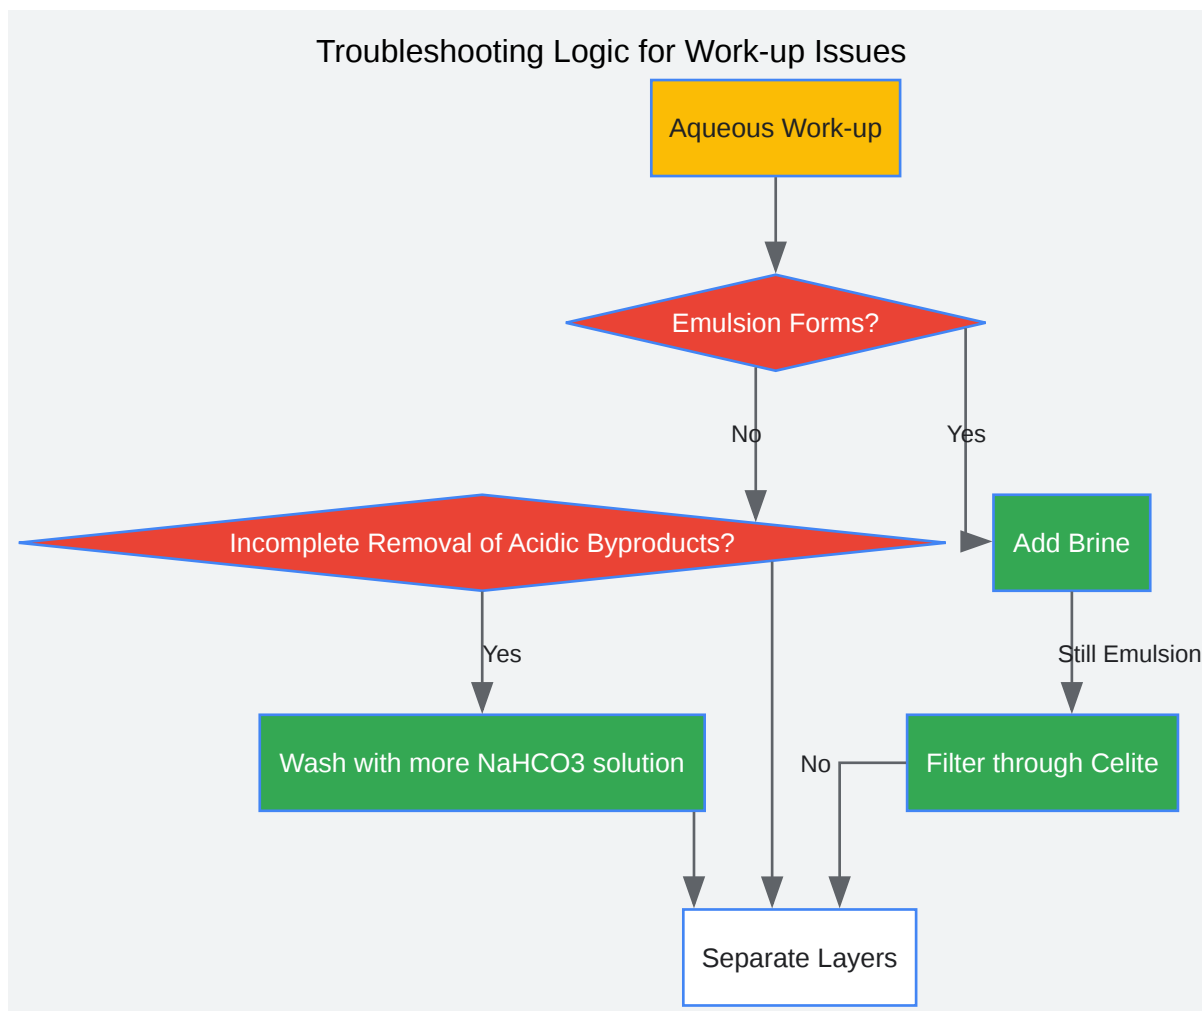 Troubleshooting Logic for Work-up Issues
Aqueous Work-up
Emulsion Forms?
No
Yes
Incomplete Removal of Acidic Byproducts?
Add Brine
Yes
Still Emulsion
Wash with more NaHCO3 solution
No
Filter through Celite
Separate Layers